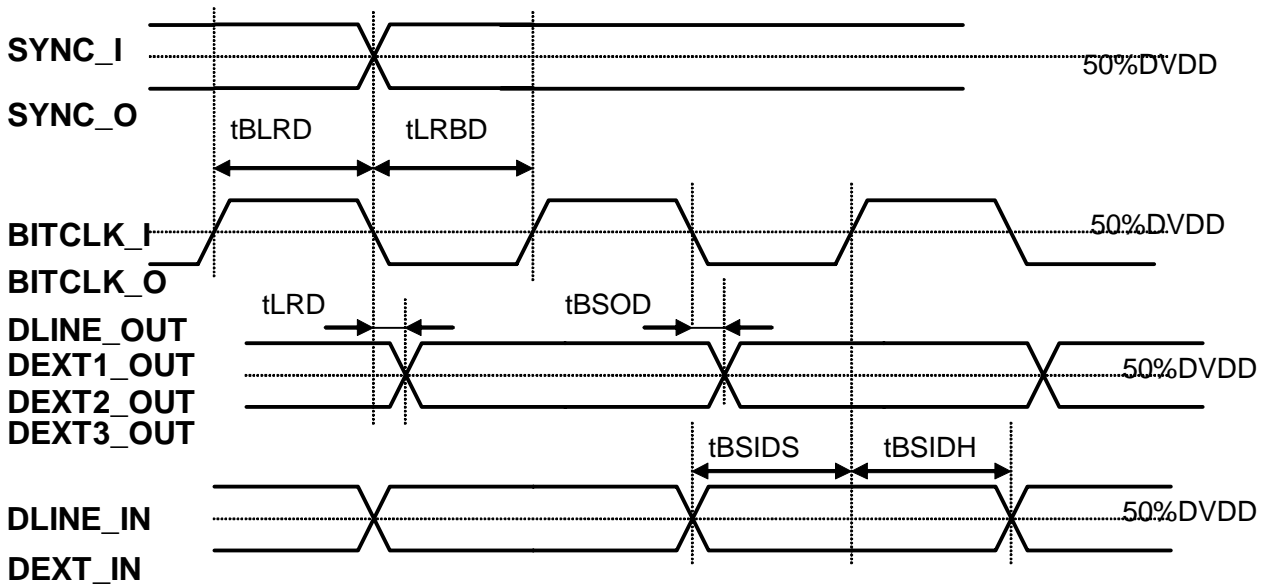 SYNC_I
50%DVDD
SYNC_O
tBLRD
tLRBD
BITCLK_I
50%DVDD
BITCLK_O
tLRD
tBSOD
DLINE_OUT
DEXT1_OUT
50%DVDD
DEXT2_OUT
DEXT3_OUT
tBSIDS
tBSIDH
DLINE_IN
50%DVDD
DEXT_IN